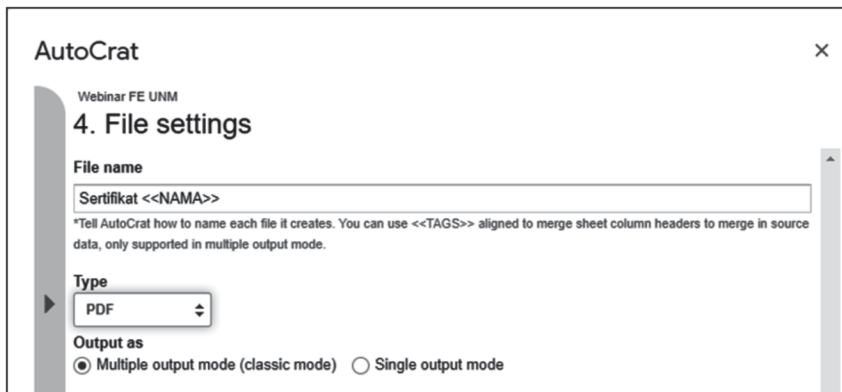 AutoCrat
×
Webinar FE UNM
4. File settings
File name
Sertifikat <<NAMA>>
*Tell AutoCrat how to name each file it creates. You can use <<TAGS>> aligned to merge sheet column headers to merge in source
data, only supported in multiple output mode.
Type
PDF
Output as
Multiple output mode (classic mode) Single output mode